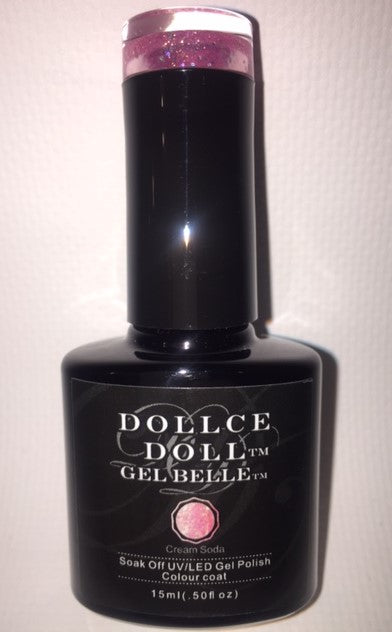 DOLLCE
DOLL™
GEL BELLE™
Cream Soda
Soak Off UV/LED Gel Polish
Colour coat
15ml(.50fl/oz)